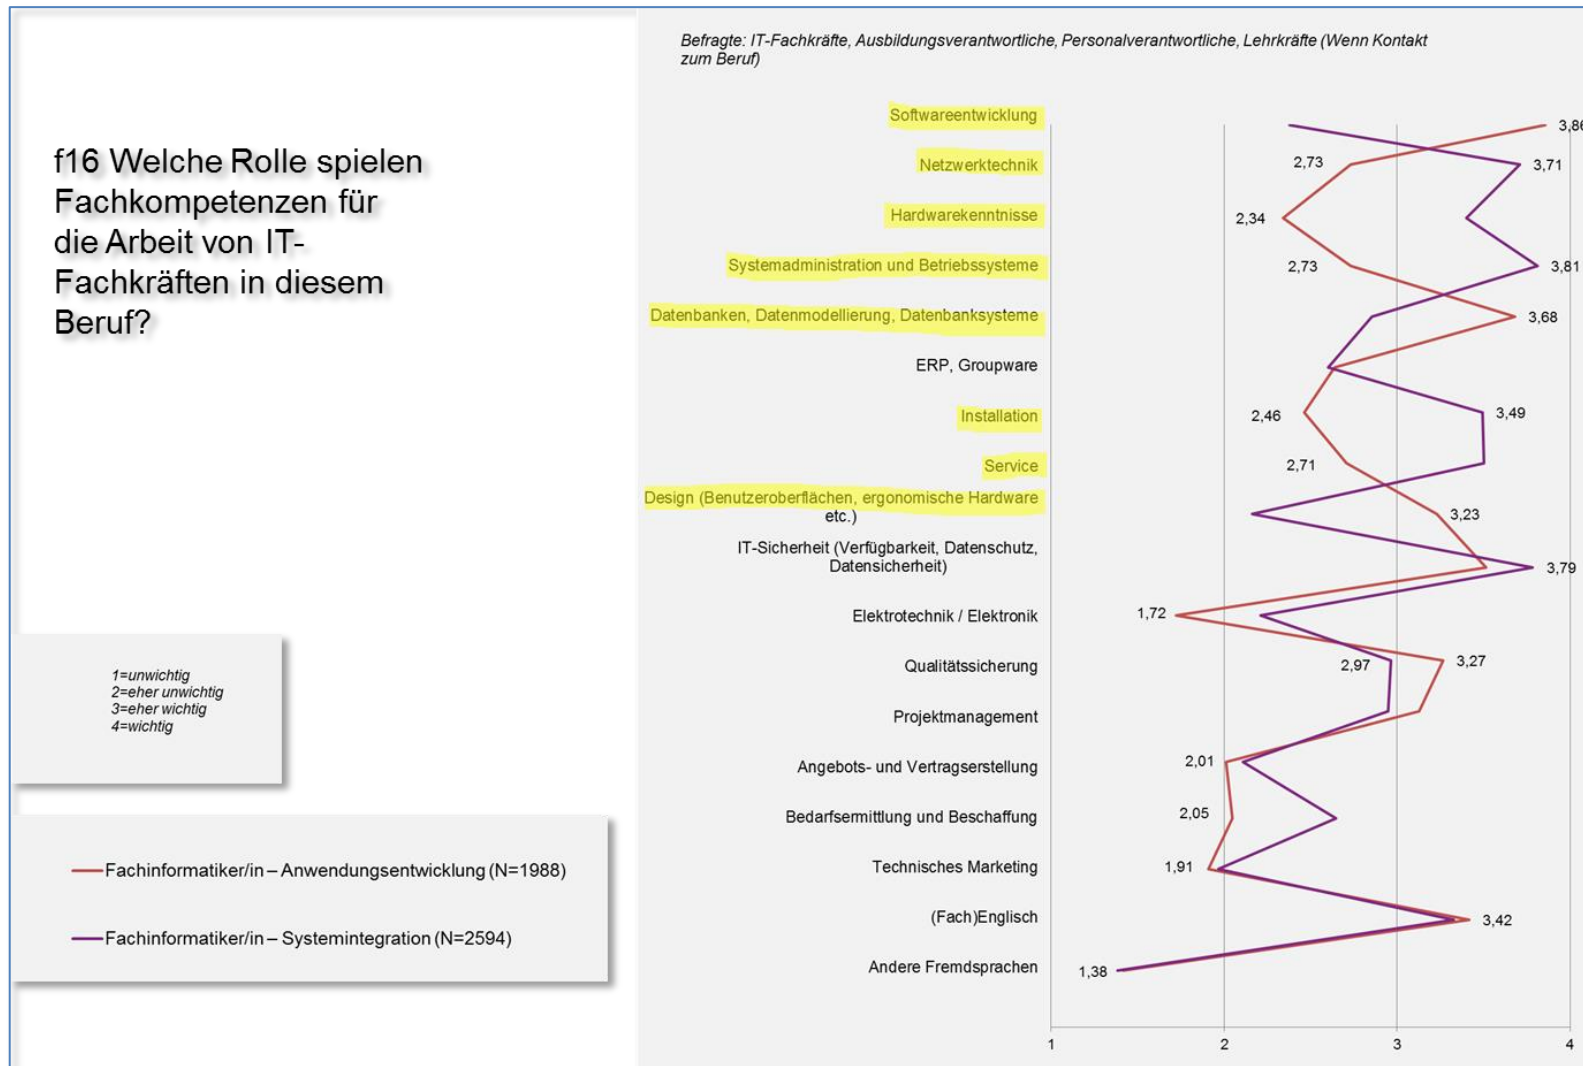 f16 Welche Rolle spielen
Fachkompetenzen für
die Arbeit von IT-
Fachkräften in diesem
Beruf?
1=unwichtig
2=eher unwichtig
3=eher wichtig
4=wichtig
Fachinformatiker/in – Anwendungsentwicklung (N=1988)
Fachinformatiker/in – Systemintegration (N=2594)
Befragte: IT-Fachkräfte, Ausbildungsverantwortliche, Personalverantwortliche, Lehrkräfte (Wenn Kontakt
zum Beruf)
Softwareentwicklung 3,86
Netzwerktechnik 2,73 3,71
Hardwarekenntnisse 2,34
Systemadministration und Betriebssysteme 2,73 3,81
Datenbanken, Datenmodellierung, Datenbanksysteme 3,68
ERP, Groupware
Installation 2,46 3,49
Service 2,71
Design (Benutzeroberflächen, ergonomische Hardware
etc.) 3,23
IT-Sicherheit (Verfügbarkeit, Datenschutz,
Datensicherheit) 3,79
Elektrotechnik / Elektronik 1,72
Qualitätssicherung 2,97 3,27
Projektmanagement
Angebots- und Vertragserstellung 2,01
Bedarfsermittlung und Beschaffung 2,05
Technisches Marketing 1,91
(Fach)Englisch 3,42
Andere Fremdsprachen 1,38
1 2 3 4